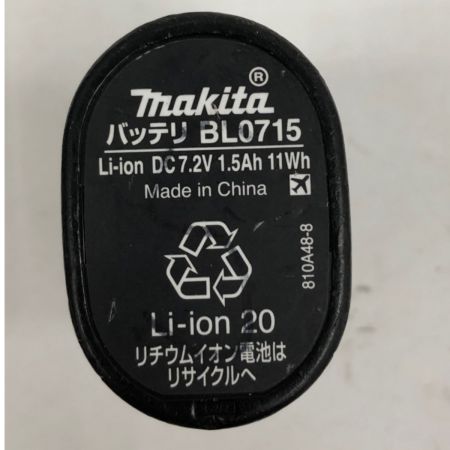 makita®
バッテリ BL0715
Li-ion DC7.2V 1.5Ah 11Wh
Made in China
810A48-8
Li-ion 20
リチウムイオン電池は
リサイクルへ